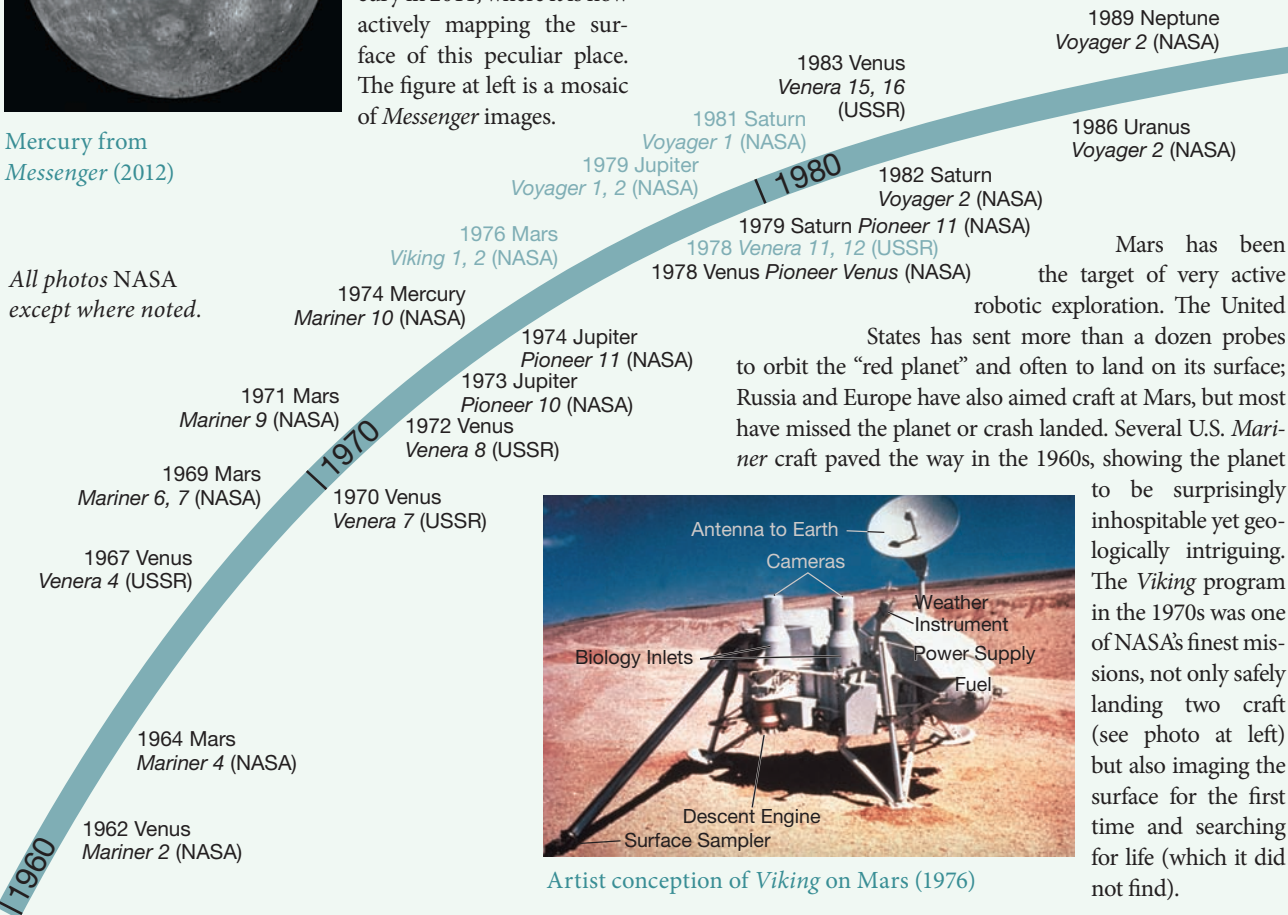 cury in 2011, where it is now
actively mapping the sur-
face of this peculiar place.
The figure at left is a mosaic
of Messenger images.
Mercury from
Messenger (2012)
All photos NASA
except where noted.
1960
1962 Venus
Mariner 2 (NASA)
1964 Mars
Mariner 4 (NASA)
1967 Venus
Venera 4 (USSR)
1969 Mars
Mariner 6, 7 (NASA)
1970
1970 Venus
Venera 7 (USSR)
1971 Mars
Mariner 9 (NASA)
1972 Venus
Venera 8 (USSR)
1973 Jupiter
Pioneer 10 (NASA)
1974 Jupiter
Pioneer 11 (NASA)
1974 Mercury
Mariner 10 (NASA)
1976 Mars
Viking 1, 2 (NASA)
1978 Venus Pioneer Venus (NASA)
1978 Venera 11, 12 (USSR)
1979 Saturn Pioneer 11 (NASA)
1979 Jupiter
Voyager 1, 2 (NASA)
1980
1981 Saturn
Voyager 1 (NASA)
1982 Saturn
Voyager 2 (NASA)
1983 Venus
Venera 15, 16
(USSR)
1986 Uranus
Voyager 2 (NASA)
1989 Neptune
Voyager 2 (NASA)
Mars has been
the target of very active
robotic exploration. The United
States has sent more than a dozen probes
to orbit the “red planet” and often to land on its surface;
Russia and Europe have also aimed craft at Mars, but most
have missed the planet or crash landed. Several U.S. Mari-
ner craft paved the way in the 1960s, showing the planet
to be surprisingly
inhospitable yet geo-
logically intriguing.
The Viking program
in the 1970s was one
of NASA’s finest mis-
sions, not only safely
landing two craft
(see photo at left)
but also imaging the
surface for the first
time and searching
for life (which it did
not find).
Antenna to Earth
Cameras
Weather
Instrument
Biology Inlets
Power Supply
Fuel
Descent Engine
Surface Sampler
Artist conception of Viking on Mars (1976)